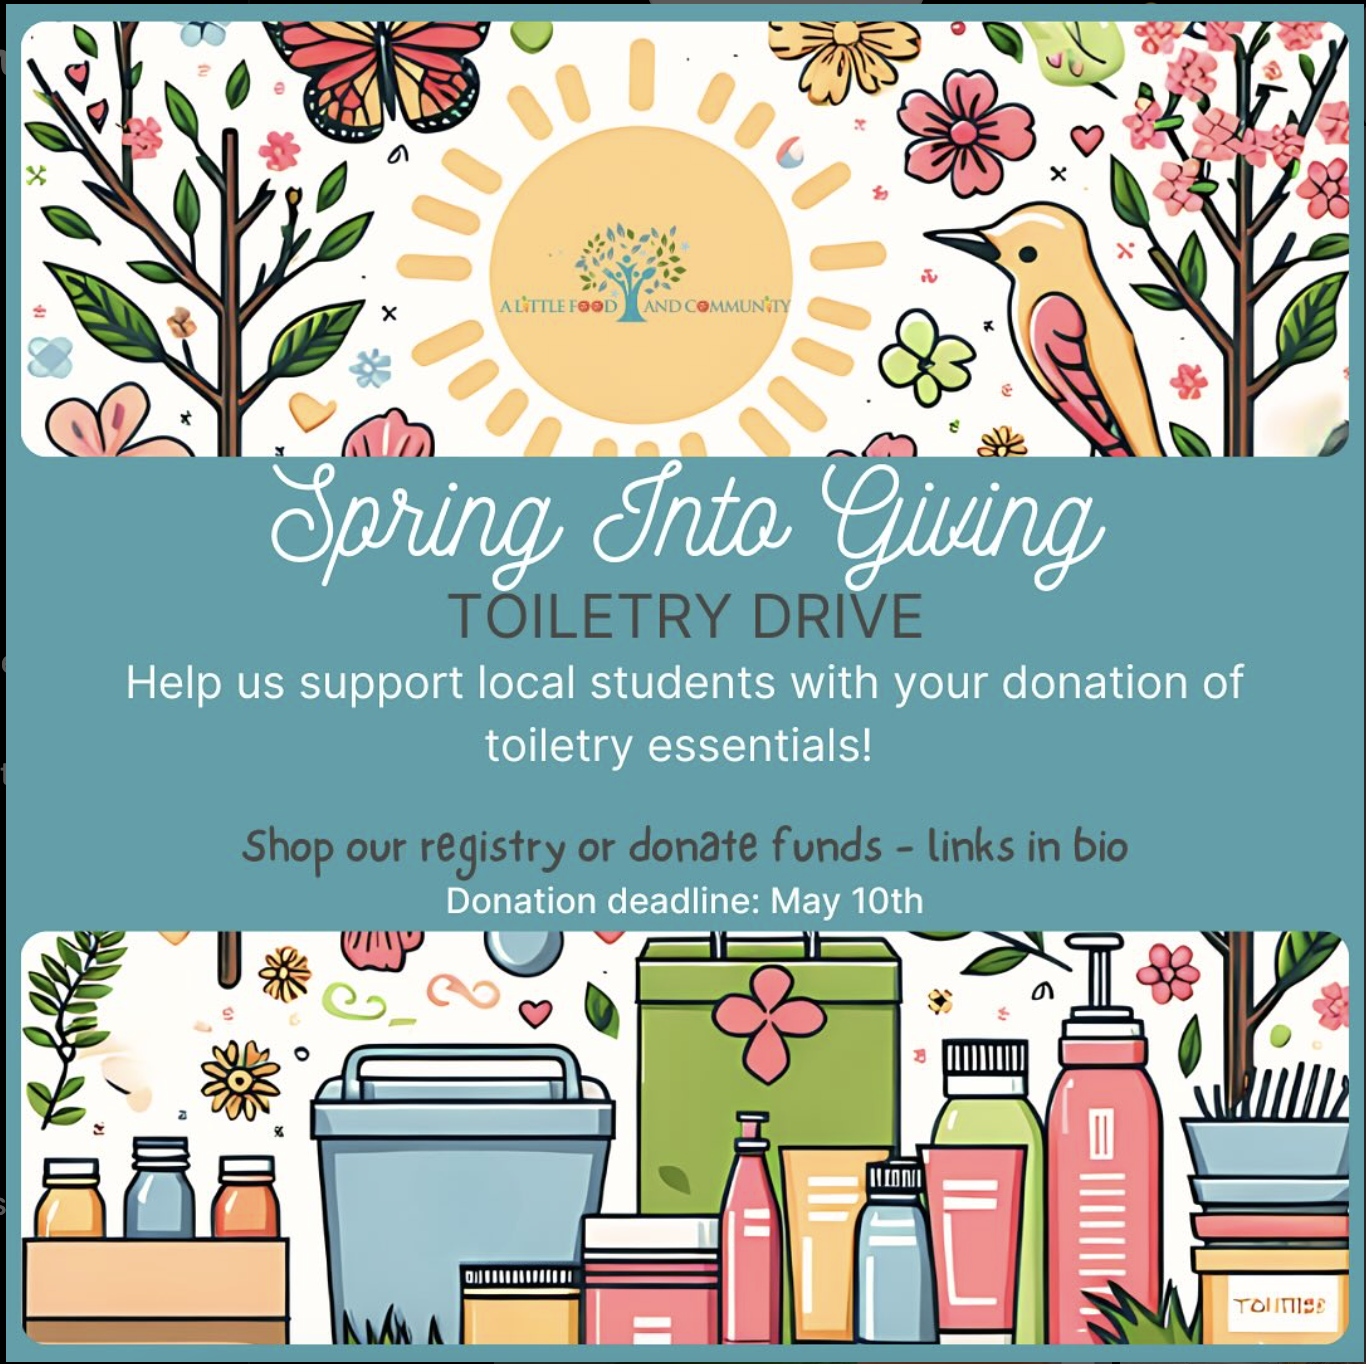 A LITTLE FOOD AND COMMUNITY
Spring Into Giving
TOILETRY DRIVE
Help us support local students with your donation of
toiletry essentials!
Shop our registry or donate funds - links in bio
Donation deadline: May 10th